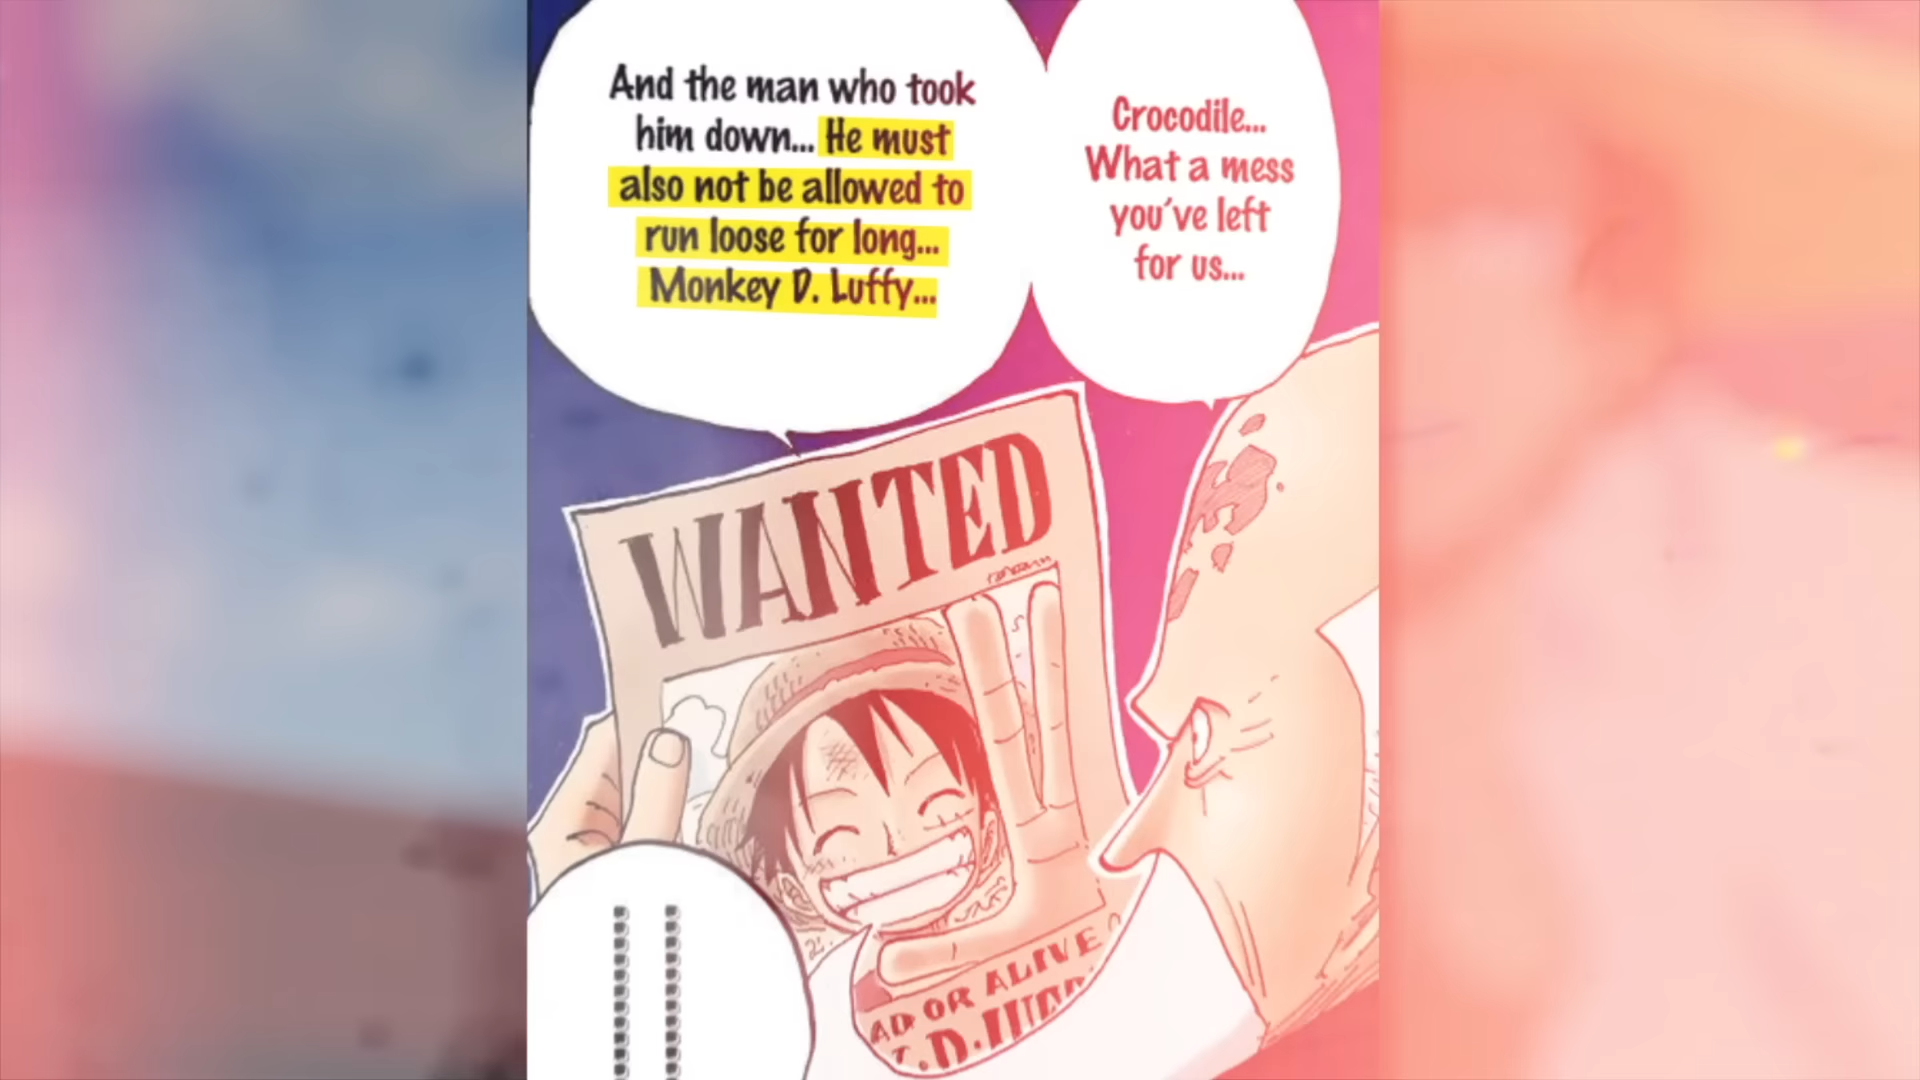 Crocodile...
What a mess
you've left
for us...
And the man who took
him down... He must
also not be allowed to
run loose for long...
Monkey D. Luffy...
WANTED
AD OR ALIVE